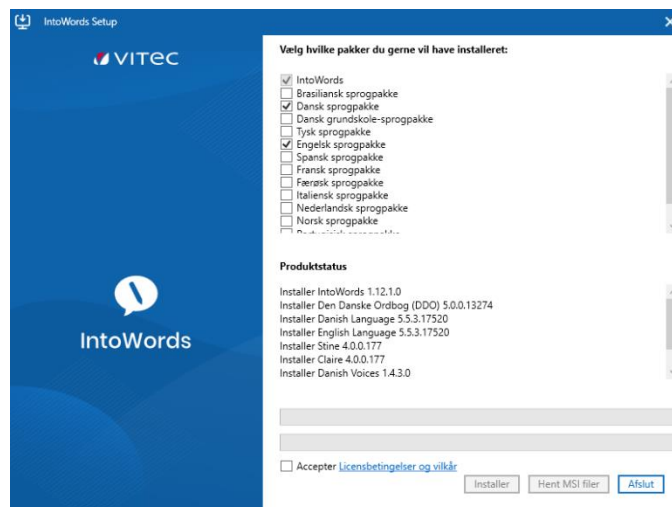 IntoWords Setup
VITEC
IntoWords
Vælg hvilke pakker du gerne vil have installeret:
IntoWords
Brasiliansk sprogpakke
Dansk sprogpakke
Dansk grundskole-sprogpakke
Tysk sprogpakke
Engelsk sprogpakke
Spansk sprogpakke
Fransk sprogpakke
Færøsk sprogpakke
Italiensk sprogpakke
Nederlandsk sprogpakke
Norsk sprogpakke
Produktstatus
Installer IntoWords 1.12.1.0
Installer Den Danske Ordbog (DDO) 5.0.0.13274
Installer Danish Language 5.5.3.17520
Installer English Language 5.5.3.17520
Installer Stine 4.0.0.177
Installer Claire 4.0.0.177
Installer Danish Voices 1.4.3.0
Accepter Licensbetingelser og vilkår
Installer
Hent MSI filer
Afslut